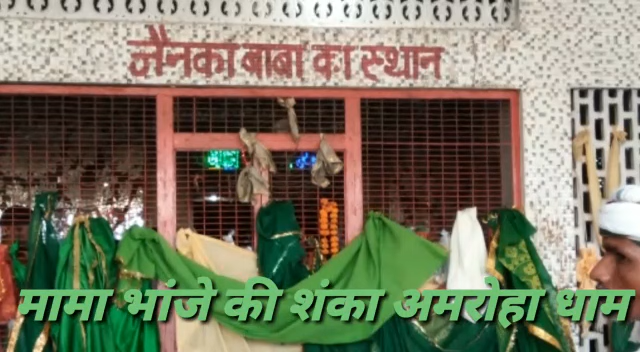 जैनका बाबा का स्थान
मामा भांजे की शंका अमरोहा धाम